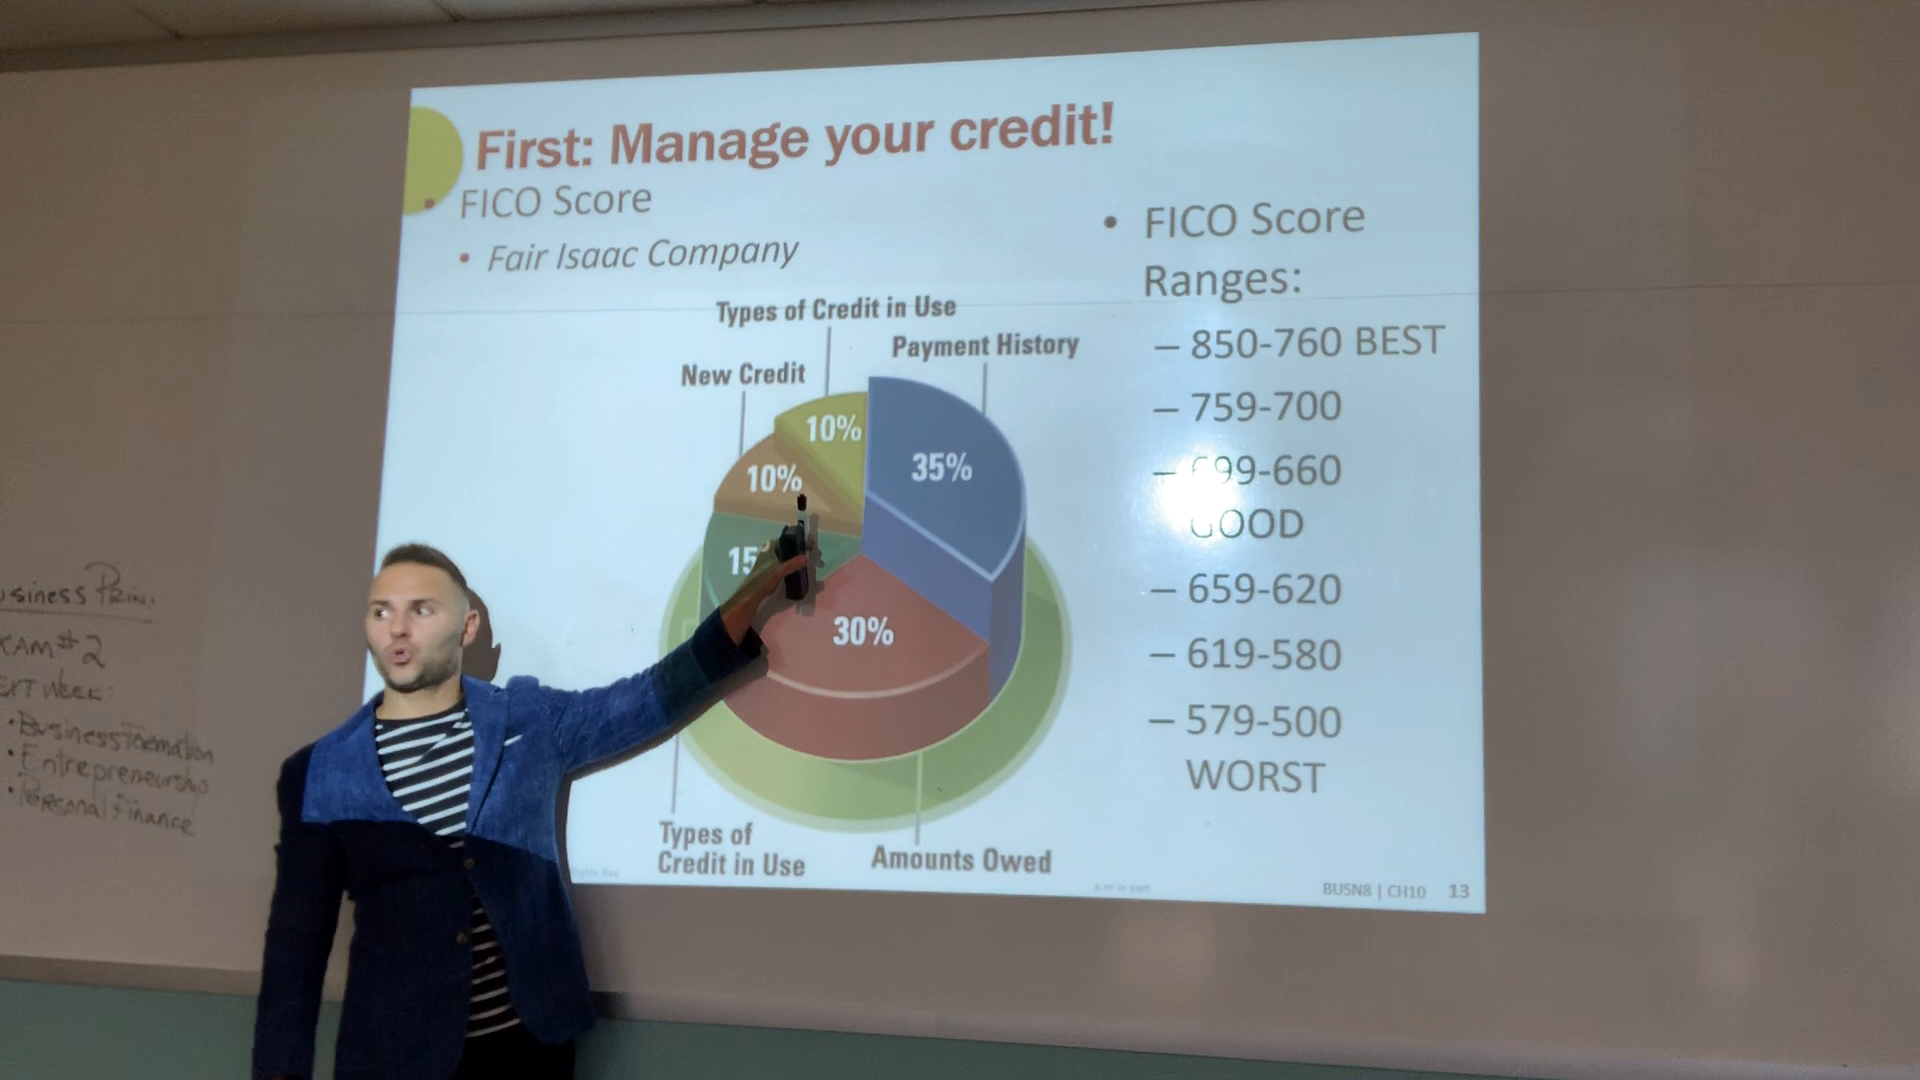 First: Manage your credit!
• FICO Score
• Fair Isaac Company
Types of Credit in Use
Payment History
New Credit
10%
35%
10%
15
30%
Types of
Credit in Use
Amounts Owed
• FICO Score
Ranges:
– 850-760 BEST
– 759-700
– 699-660
GOOD
– 659-620
– 619-580
– 579-500
WORST
BUSN8 | CH10 13
usiness Prin.
XAM #2
EXT WEEK:
• Business Formation
• Entrepreneurship
• Personal Finance